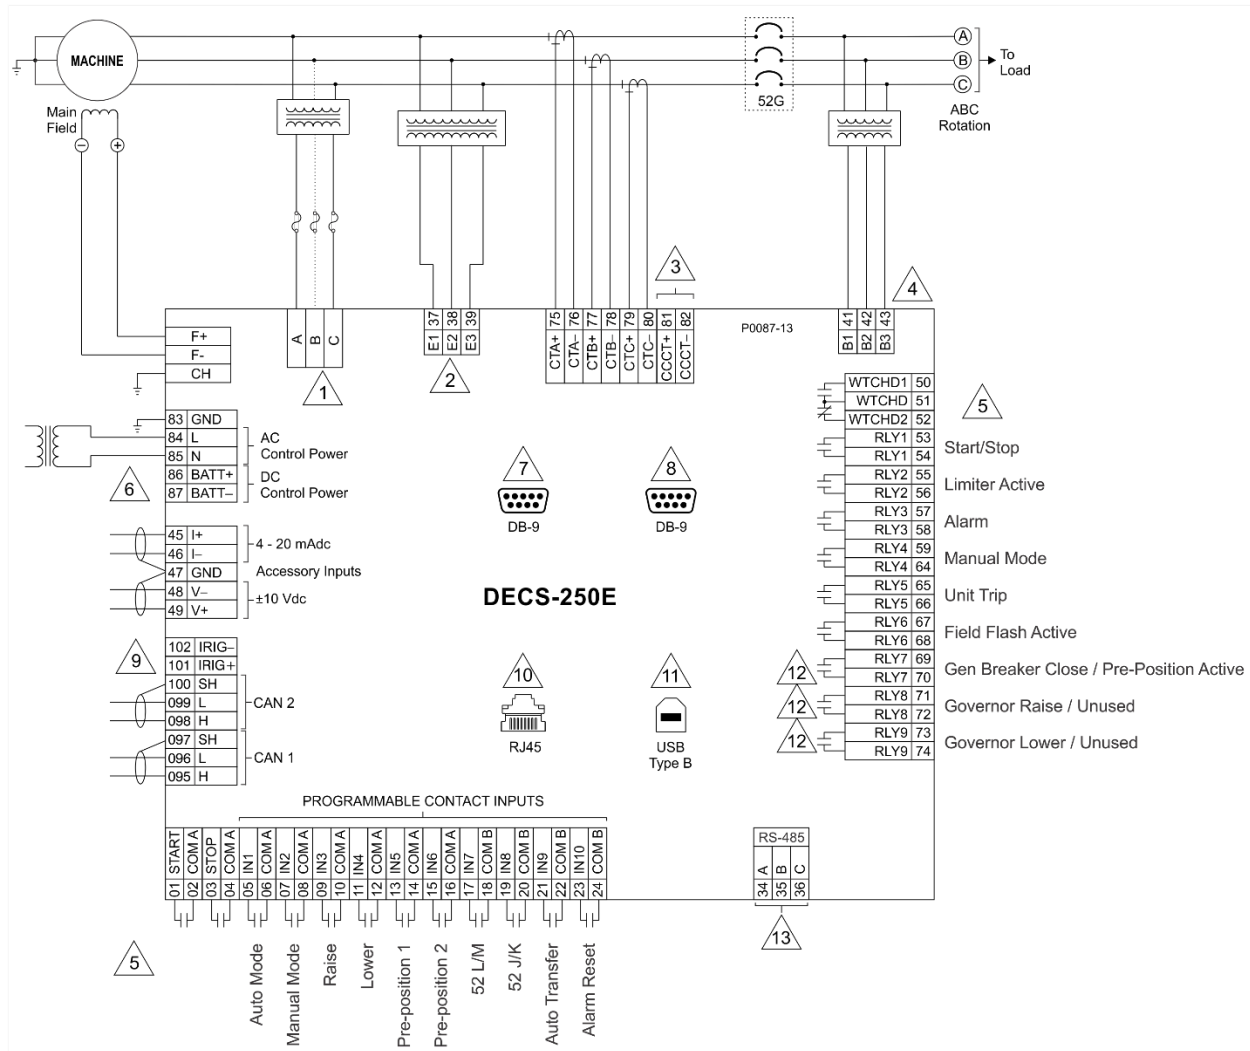 MACHINE
Main
Field
−
+
52G
A
B
C
To
Load
ABC
Rotation
F+
F-
CH
A
B
C
1
E1 37
E2 38
E3 39
2
CTA+ 75
CTA– 76
CTB+ 77
CTB– 78
CTC+ 79
CTC– 80
CCCT+ 81
CCCT– 82
3
P0087-13
B1 41
B2 42
B3 43
4
83 GND
84 L
85 N
AC
Control Power
86 BATT+
87 BATT–
DC
Control Power
6
45 I+
46 I–
4 - 20 mAdc
47 GND
Accessory Inputs
48 V–
49 V+
±10 Vdc
9
102 IRIG–
101 IRIG+
100 SH
099 L
098 H
CAN 2
097 SH
096 L
095 H
CAN 1
7
DB-9
8
DB-9
DECS-250E
10
RJ45
11
USB
Type B
WTCHD1 50
WTCHD 51
WTCHD2 52
5
RLY1 53
RLY1 54
Start/Stop
RLY2 55
RLY2 56
Limiter Active
RLY3 57
RLY3 58
Alarm
RLY4 59
RLY4 64
Manual Mode
RLY5 65
RLY5 66
Unit Trip
RLY6 67
RLY6 68
Field Flash Active
12
RLY7 69
RLY7 70
Gen Breaker Close / Pre-Position Active
12
RLY8 71
RLY8 72
Governor Raise / Unused
12
RLY9 73
RLY9 74
Governor Lower / Unused
PROGRAMMABLE CONTACT INPUTS
01 START
02 COM A
03 STOP
04 COM A
05 IN1
06 COM A
07 IN2
08 COM A
09 IN3
10 COM A
11 IN4
12 COM A
13 IN5
14 COM A
15 IN6
16 COM A
17 IN7
18 COM B
19 IN8
20 COM B
21 IN9
22 COM B
23 IN10
24 COM B
5
Auto Mode
Manual Mode
Raise
Lower
Pre-position 1
Pre-position 2
52 L/M
52 J/K
Auto Transfer
Alarm Reset
RS-485
34 A
35 B
36 C
13